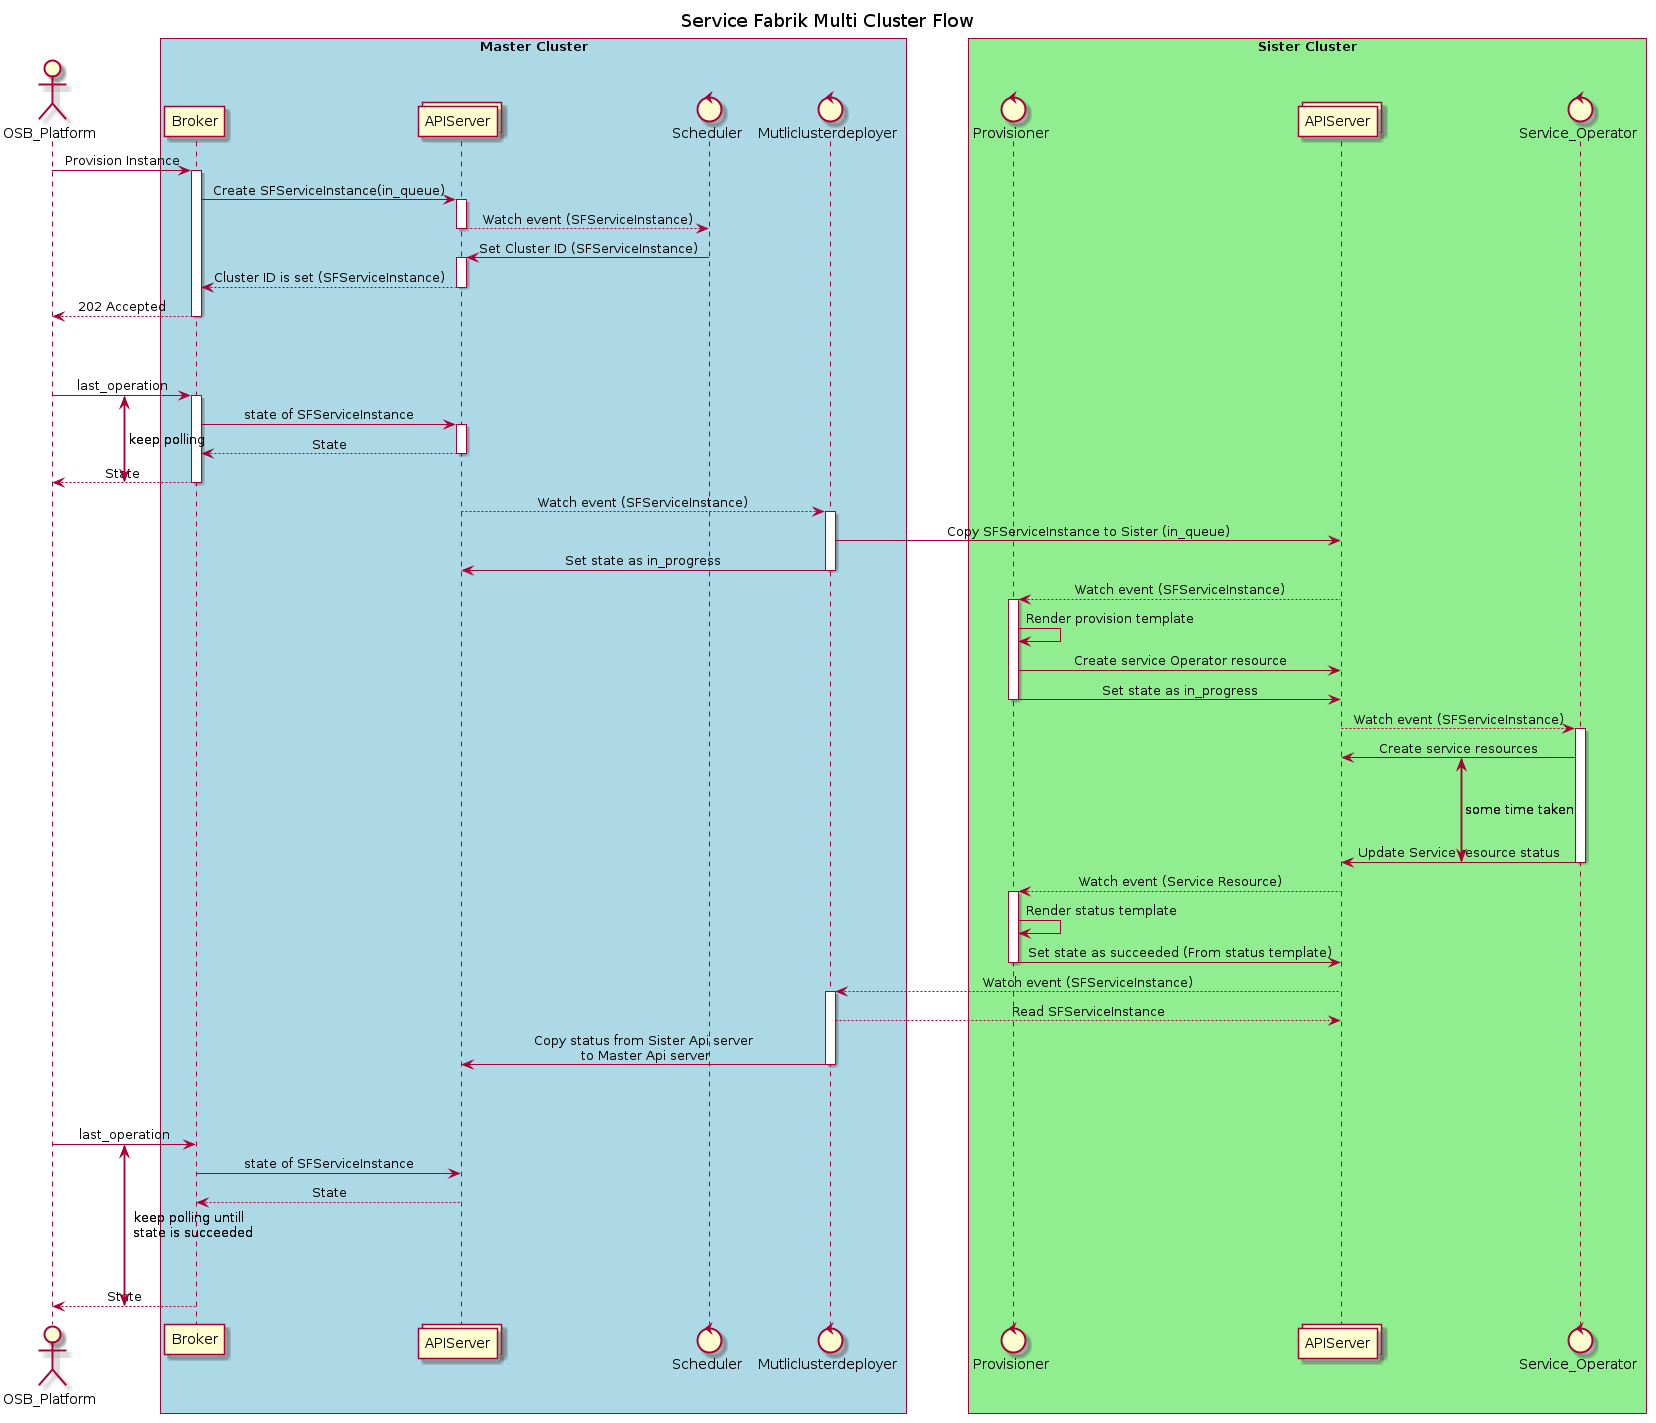 Service Fabrik Multi Cluster Flow
Master Cluster
Sister Cluster
OSB_Platform
Broker
APIServer
Scheduler
Mutliclusterdeployer
Provisioner
APIServer
Service_Operator
Provision Instance
Create SFServiceInstance(in_queue)
Watch event (SFServiceInstance)
Set Cluster ID (SFServiceInstance)
Cluster ID is set (SFServiceInstance)
202 Accepted
last_operation
state of SFServiceInstance
keep polling
State
State
Watch event (SFServiceInstance)
Copy SFServiceInstance to Sister (in_queue)
Set state as in_progress
Watch event (SFServiceInstance)
Render provision template
Create service Operator resource
Set state as in_progress
Watch event (SFServiceInstance)
Create service resources
some time taken
Update Service resource status
Watch event (Service Resource)
Render status template
Set state as succeeded (From status template)
Watch event (SFServiceInstance)
Read SFServiceInstance
Copy status from Sister Api server
to Master Api server
last_operation
state of SFServiceInstance
State
keep polling untill
state is succeeded
State
OSB_Platform
Broker
APIServer
Scheduler
Mutliclusterdeployer
Provisioner
APIServer
Service_Operator